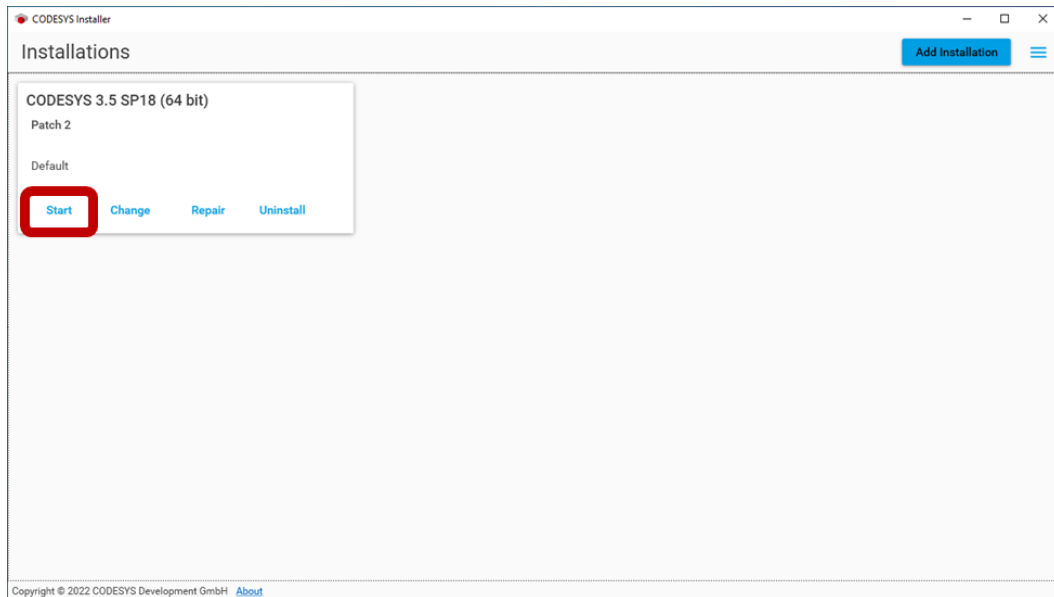 CODESYS Installer
Installations
Add Installation
CODESYS 3.5 SP18 (64 bit)
Patch 2
Default
Start Change Repair Uninstall
Copyright © 2022 CODESYS Development GmbH About